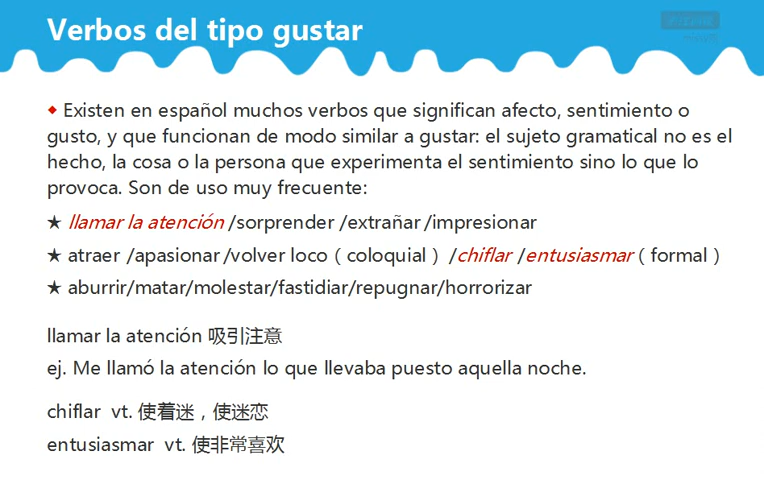 Verbos del tipo gustar
◆ Existen en español muchos verbos que significan afecto, sentimiento o
gusto, y que funcionan de modo similar a gustar: el sujeto gramatical no es el
hecho, la cosa o la persona que experimenta el sentimiento sino lo que lo
provoca. Son de uso muy frecuente:
★ llamar la atención /sorprender /extrañar /impresionar
★ atraer /apasionar /volver loco（coloquial） /chiflar /entusiasmar（formal）
★ aburrir/matar/molestar/fastidiar/repugnar/horrorizar
llamar la atención 吸引注意
ej. Me llamó la atención lo que llevaba puesto aquella noche.
chiflar vt. 使着迷，使迷恋
entusiasmar vt. 使非常喜欢